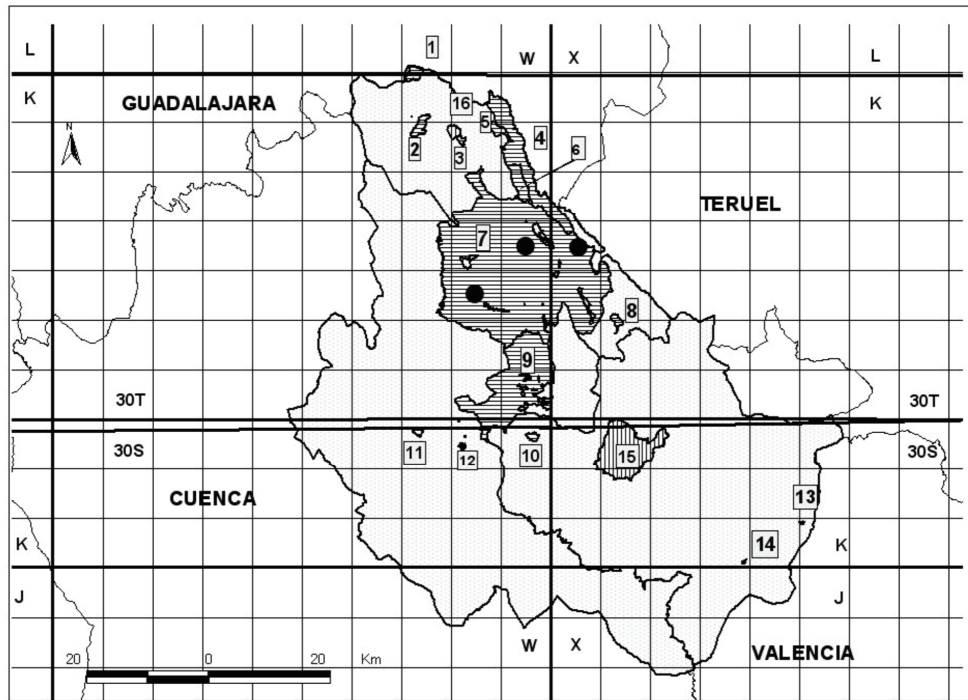 1
L W X L
K GUADALAJARA 16 K
N 5 4
2 3 6
TERUEL
7
8
9
30T 30T
30S 11 12 10 15 30S
CUENCA 13
K 14 K
J J
W X VALENCIA
20 0 20 Km